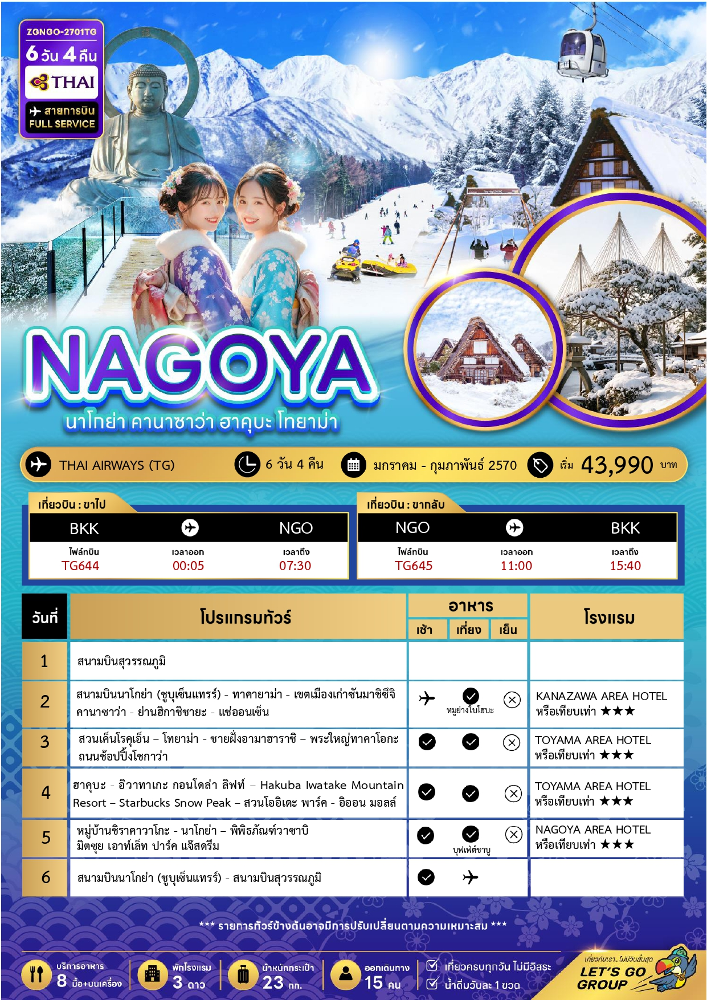 ZGNGO-2701TG
6 วัน 4 คืน
THAI
สายการบิน
FULL SERVICE
NAGOYA
นาโกย่า คานาซาว่า ฮาคุบะ โทยาม่า
THAI AIRWAYS (TG)
6 วัน 4 คืน
มกราคม - กุมภาพันธ์ 2570
เริ่ม 43,990 บาท
เที่ยวบิน : ขาไป
BKK NGO
ไฟล์ทบิน เวลาออก เวลาถึง
TG644 00:05 07:30
เที่ยวบิน : ขากลับ
NGO BKK
ไฟล์ทบิน เวลาออก เวลาถึง
TG645 11:00 15:40
วันที่ โปรแกรมทัวร์ อาหาร โรงแรม
เช้า เที่ยง เย็น
1 สนามบินสุวรรณภูมิ
2 สนามบินนาโกย่า (ชูบุเซ็นแทรร์) - ทาคายาม่า - เขตเมืองเก่าซันมาชิซึจิ
คานาซาว่า - ย่านฮิกาชิชายะ - แช่ออนเซ็น
หมูย่างใบโฮบะ
KANAZAWA AREA HOTEL
หรือเทียบเท่า ★★★
3 สวนเค็นโรคุเอ็น – โทยาม่า - ชายฝั่งอามาฮาราชิ – พระใหญ่ทาคาโอกะ
ถนนช้อปปิ้งโชกาว่า
TOYAMA AREA HOTEL
หรือเทียบเท่า ★★★
4 ฮาคุบะ - อิวาทาเกะ กอนโดล่า ลิฟท์ – Hakuba Iwatake Mountain
Resort – Starbucks Snow Peak – สวนโออิเดะ พาร์ค - อิออน มอลล์
TOYAMA AREA HOTEL
หรือเทียบเท่า ★★★
5 หมู่บ้านชิราคาวาโกะ - นาโกย่า – พิพิธภัณฑ์วาซาบิ
มิตซุย เอาท์เล็ท ปาร์ค แจ๊สดรีม
บุฟเฟ่ต์ชาบู
NAGOYA AREA HOTEL
หรือเทียบเท่า ★★★
6 สนามบินนาโกย่า (ชูบุเซ็นแทรร์) - สนามบินสุวรรณภูมิ
*** รายการทัวร์ข้างต้นอาจมีการปรับเปลี่ยนตามความเหมาะสม ***
บริการอาหาร
8 มื้อ+บนเครื่อง
พักโรงแรม
3 ดาว
น้ำหนักกระเป๋า
23 กก.
ออกเดินทาง
15 คน
เที่ยวครบทุกวัน ไม่มีอิสระ
น้ำดื่มวันละ 1 ขวด
เที่ยวกับเรา...ไม่มีวันสิ้นสุด
LET'S GO
GROUP